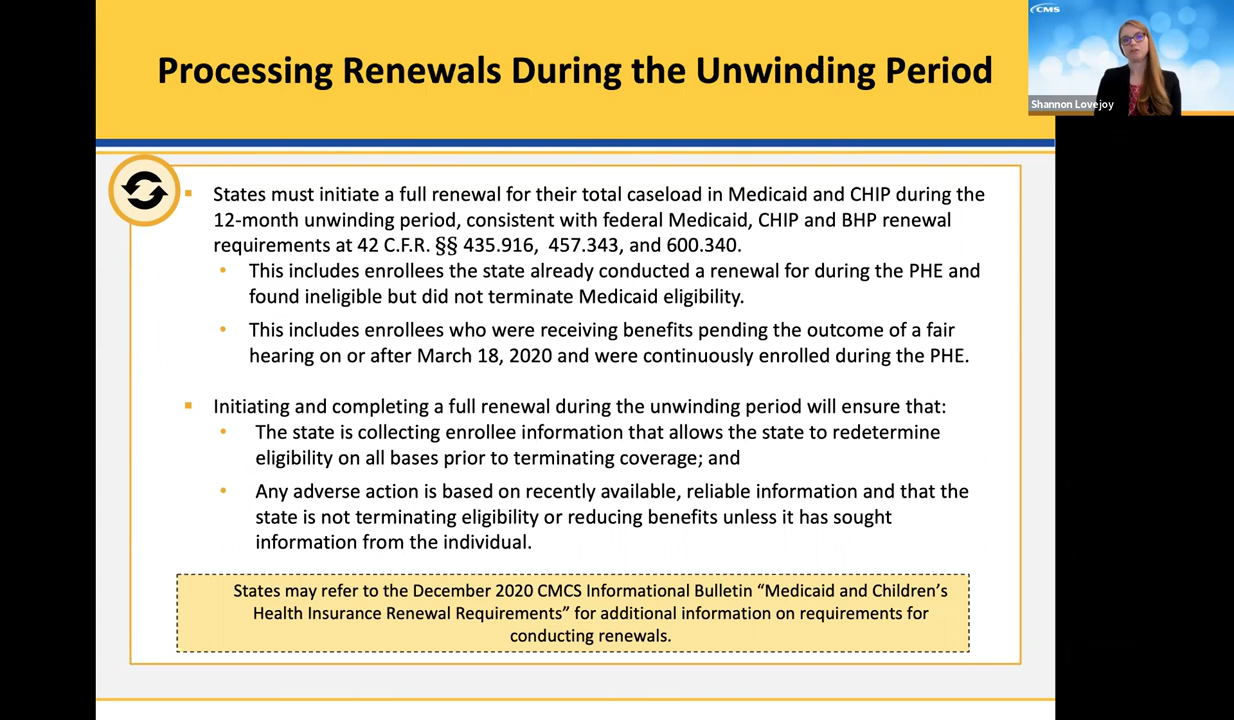 Processing Renewals During the Unwinding Period
CMS
Shannon Lovejoy
▪ States must initiate a full renewal for their total caseload in Medicaid and CHIP during the
12-month unwinding period, consistent with federal Medicaid, CHIP and BHP renewal
requirements at 42 C.F.R. §§ 435.916, 457.343, and 600.340.
• This includes enrollees the state already conducted a renewal for during the PHE and
found ineligible but did not terminate Medicaid eligibility.
• This includes enrollees who were receiving benefits pending the outcome of a fair
hearing on or after March 18, 2020 and were continuously enrolled during the PHE.
▪ Initiating and completing a full renewal during the unwinding period will ensure that:
• The state is collecting enrollee information that allows the state to redetermine
eligibility on all bases prior to terminating coverage; and
• Any adverse action is based on recently available, reliable information and that the
state is not terminating eligibility or reducing benefits unless it has sought
information from the individual.
States may refer to the December 2020 CMCS Informational Bulletin “Medicaid and Children’s
Health Insurance Renewal Requirements” for additional information on requirements for
conducting renewals.